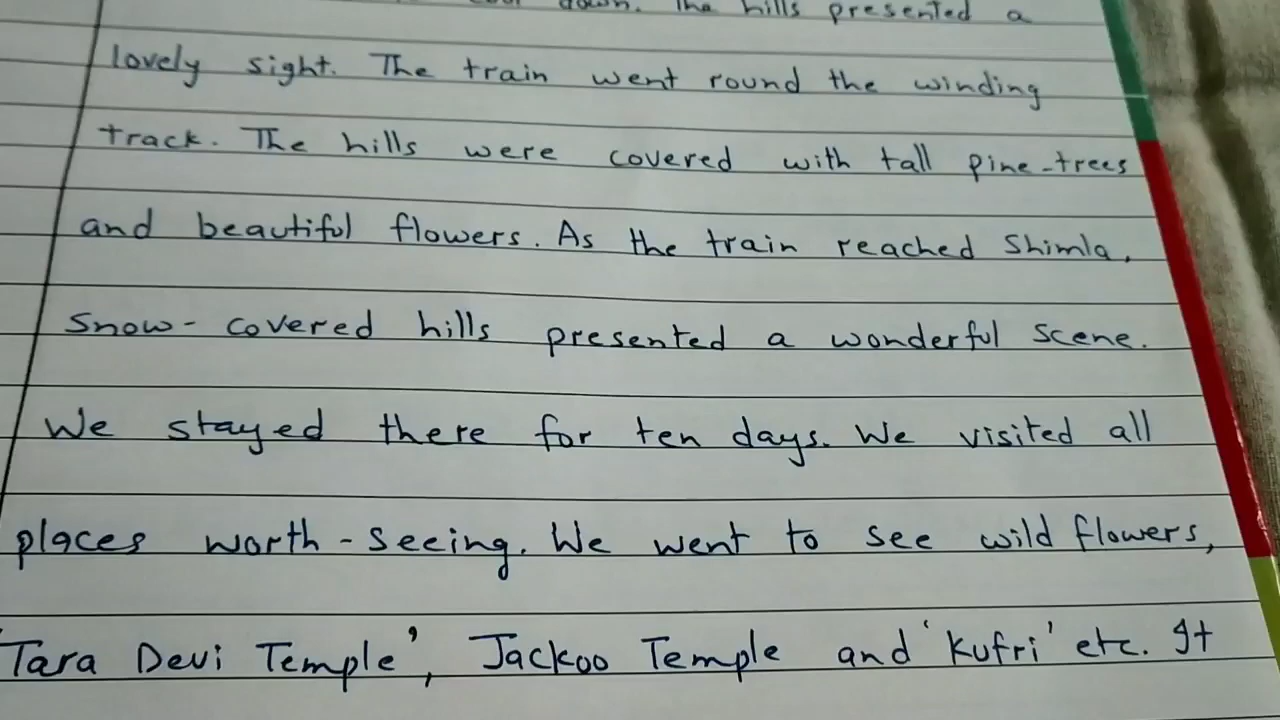 down. The hills presented a
lovely sight. The train went round the winding
track. The hills were covered with tall pine-trees
and beautiful flowers. As the train reached Shimla,
Snow-covered hills presented a wonderful scene.
We stayed there for ten days. We visited all
places worth-seeing. We went to see wild flowers,
'Tara Devi Temple', Jackoo Temple and 'Kufri' etc. It